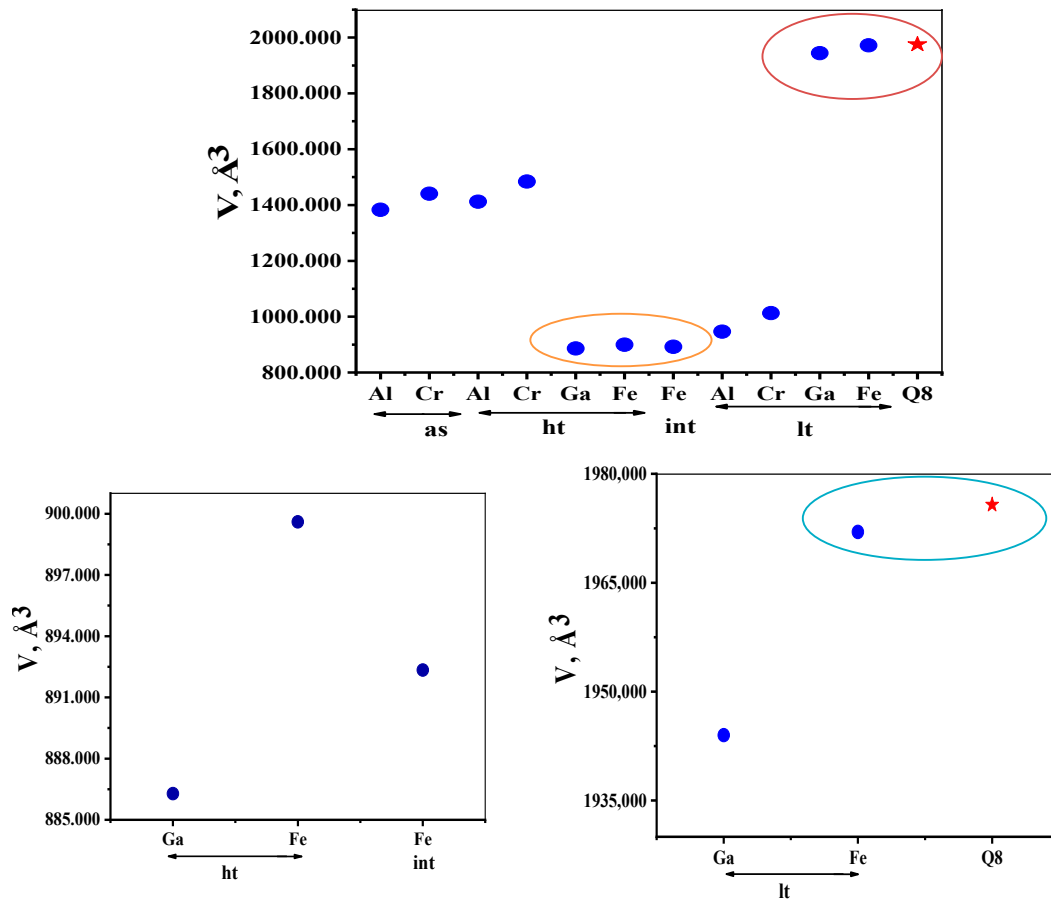 2000.000
1800.000
1600.000
1400.000
1200.000
1000.000
800.000
V, Å3
Al Cr Al Cr Ga Fe Fe Al Cr Ga Fe Q8
as ht int lt
900.000
897.000
894.000
891.000
888.000
885.000
V, Å3
Ga Fe Fe
ht int
1980,000
1965,000
1950,000
1935,000
V, Å3
Ga Fe Q8
lt